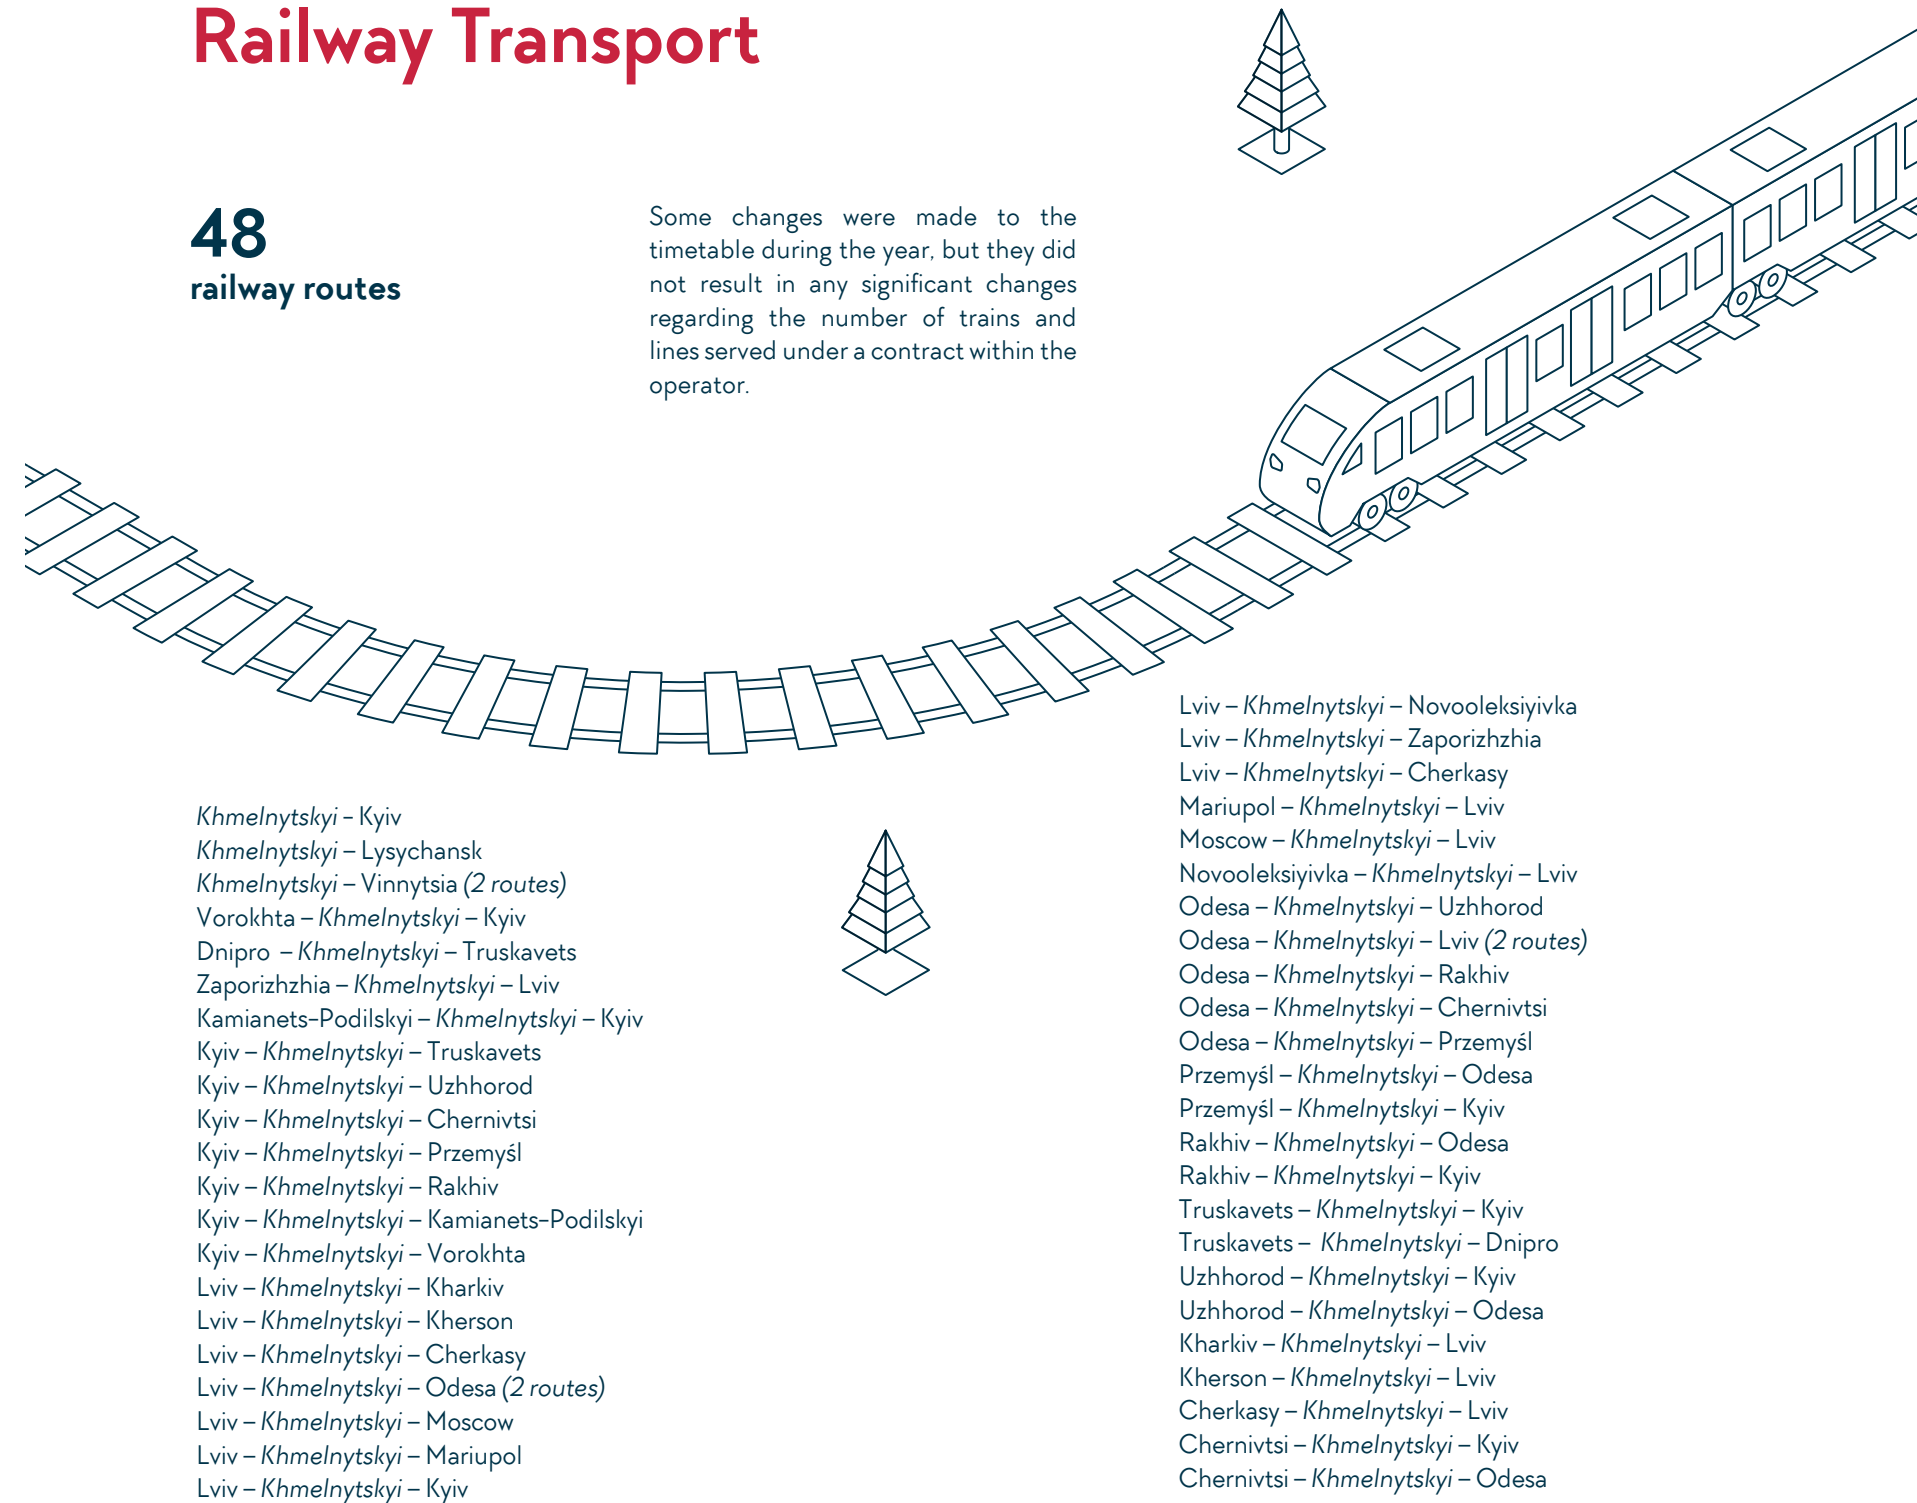 Railway Transport
48
railway routes
Some changes were made to the
timetable during the year, but they did
not result in any significant changes
regarding the number of trains and
lines served under a contract within the
operator.
Khmelnytskyi – Kyiv
Khmelnytskyi – Lysychansk
Khmelnytskyi – Vinnytsia (2 routes)
Vorokhta – Khmelnytskyi – Kyiv
Dnipro – Khmelnytskyi – Truskavets
Zaporizhzhia – Khmelnytskyi – Lviv
Kamianets-Podilskyi – Khmelnytskyi – Kyiv
Kyiv – Khmelnytskyi – Truskavets
Kyiv – Khmelnytskyi – Uzhhorod
Kyiv – Khmelnytskyi – Chernivtsi
Kyiv – Khmelnytskyi – Przemyśl
Kyiv – Khmelnytskyi – Rakhiv
Kyiv – Khmelnytskyi – Kamianets-Podilskyi
Kyiv – Khmelnytskyi – Vorokhta
Lviv – Khmelnytskyi – Kharkiv
Lviv – Khmelnytskyi – Kherson
Lviv – Khmelnytskyi – Cherkasy
Lviv – Khmelnytskyi – Odesa (2 routes)
Lviv – Khmelnytskyi – Moscow
Lviv – Khmelnytskyi – Mariupol
Lviv – Khmelnytskyi – Kyiv
Lviv – Khmelnytskyi – Novooleksiyivka
Lviv – Khmelnytskyi – Zaporizhzhia
Lviv – Khmelnytskyi – Cherkasy
Mariupol – Khmelnytskyi – Lviv
Moscow – Khmelnytskyi – Lviv
Novooleksiyivka – Khmelnytskyi – Lviv
Odesa – Khmelnytskyi – Uzhhorod
Odesa – Khmelnytskyi – Lviv (2 routes)
Odesa – Khmelnytskyi – Rakhiv
Odesa – Khmelnytskyi – Chernivtsi
Odesa – Khmelnytskyi – Przemyśl
Przemyśl – Khmelnytskyi – Odesa
Przemyśl – Khmelnytskyi – Kyiv
Rakhiv – Khmelnytskyi – Odesa
Rakhiv – Khmelnytskyi – Kyiv
Truskavets – Khmelnytskyi – Kyiv
Truskavets – Khmelnytskyi – Dnipro
Uzhhorod – Khmelnytskyi – Kyiv
Uzhhorod – Khmelnytskyi – Odesa
Kharkiv – Khmelnytskyi – Lviv
Kherson – Khmelnytskyi – Lviv
Cherkasy – Khmelnytskyi – Lviv
Chernivtsi – Khmelnytskyi – Kyiv
Chernivtsi – Khmelnytskyi – Odesa